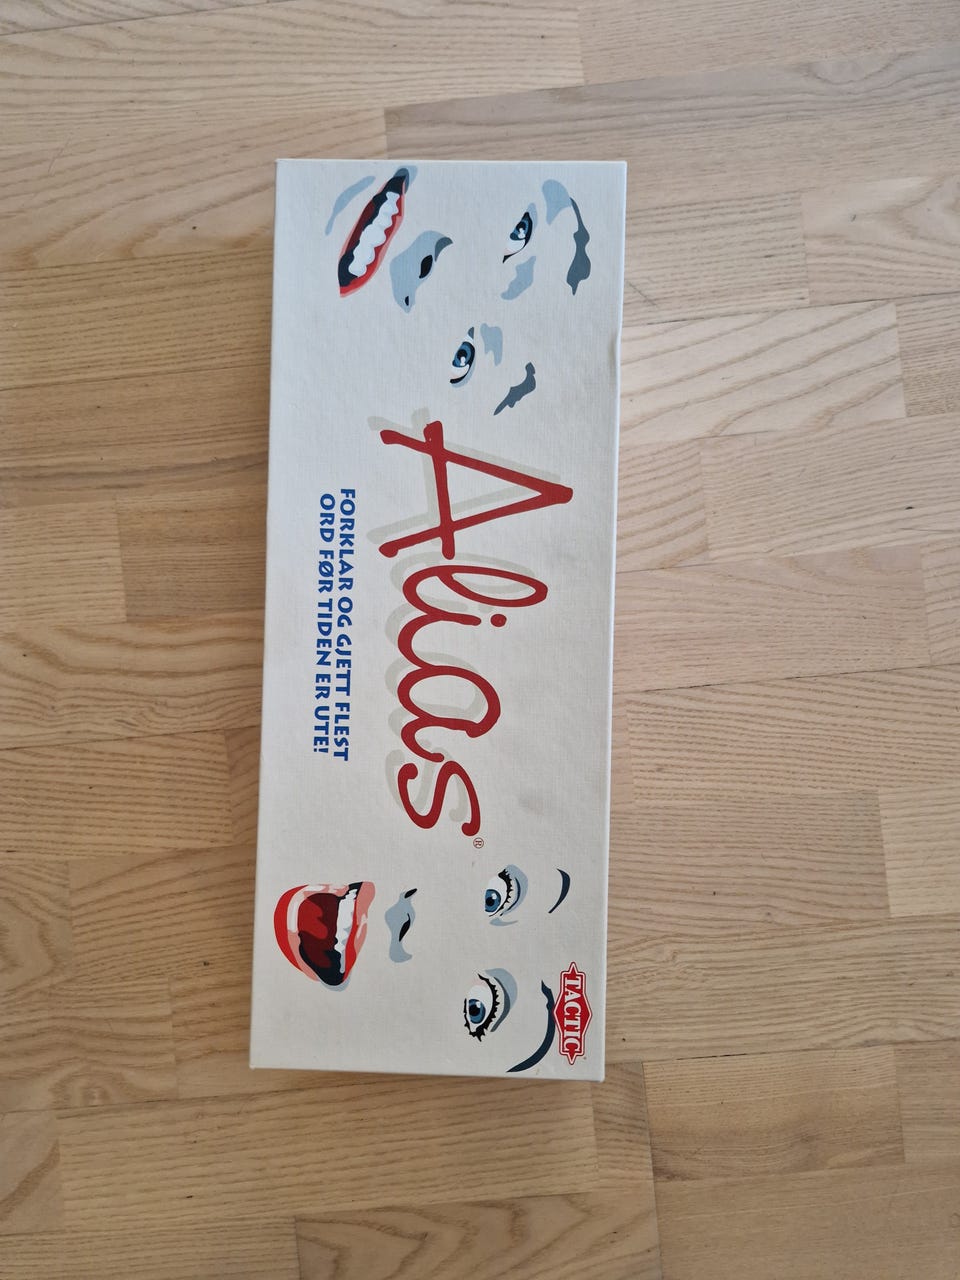 TACTIC
Alias®
FORKLAR OG GJETT FLEST
ORD FØR TIDEN ER UTE!